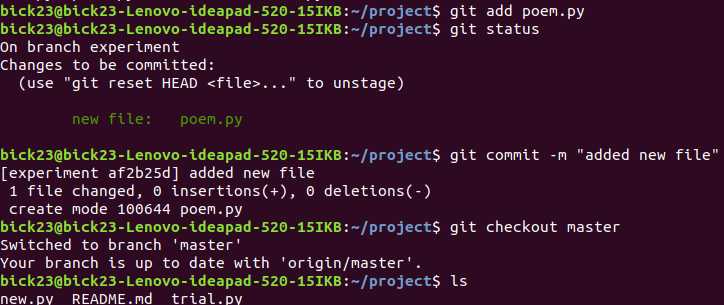 bick23@bick23-Lenovo-ideapad-520-15IKB:~/project$ git add poem.py
bick23@bick23-Lenovo-ideapad-520-15IKB:~/project$ git status
On branch experiment
Changes to be committed:
  (use "git reset HEAD <file>..." to unstage)

        new file:   poem.py

bick23@bick23-Lenovo-ideapad-520-15IKB:~/project$ git commit -m "added new file"
[experiment af2b25d] added new file
 1 file changed, 0 insertions(+), 0 deletions(-)
 create mode 100644 poem.py
bick23@bick23-Lenovo-ideapad-520-15IKB:~/project$ git checkout master
Switched to branch 'master'
Your branch is up to date with 'origin/master'.
bick23@bick23-Lenovo-ideapad-520-15IKB:~/project$ ls
new.py  README.md  trial.py